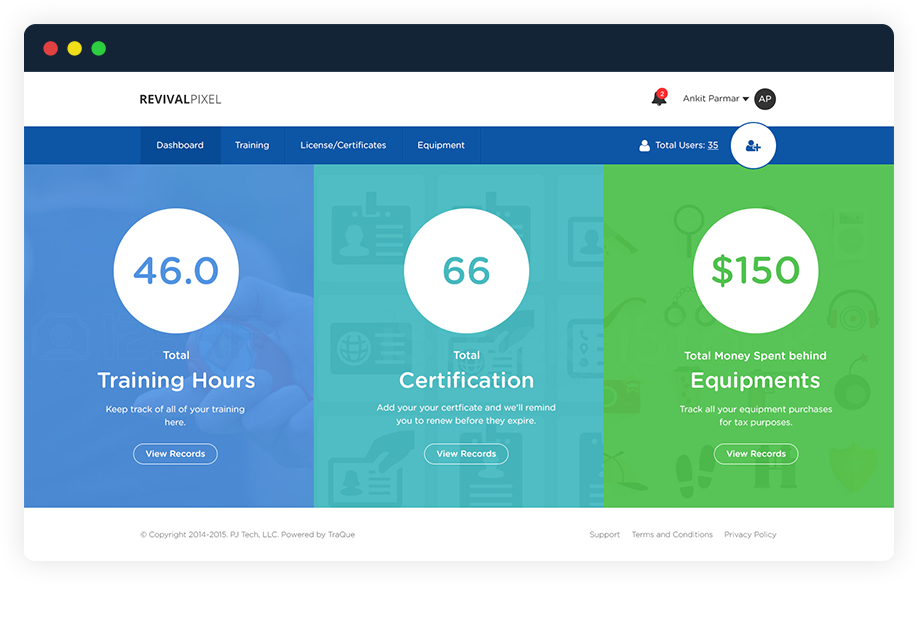 REVIVALPIXEL
2
Ankit Parmar
AP
Dashboard
Training
License/Certificates
Equipment
Total Users: 35
46.0
Total
Training Hours
Keep track of all of your training
here.
View Records
66
Total
Certification
Add your your certficate and we'll remind
you to renew before they expire.
View Records
$150
Total Money Spent behind
Equipments
Track all your equipment purchases
for tax purposes.
View Records
© Copyright 2014-2015. PJ Tech, LLC. Powered by TraQue
Support
Terms and Conditions
Privacy Policy